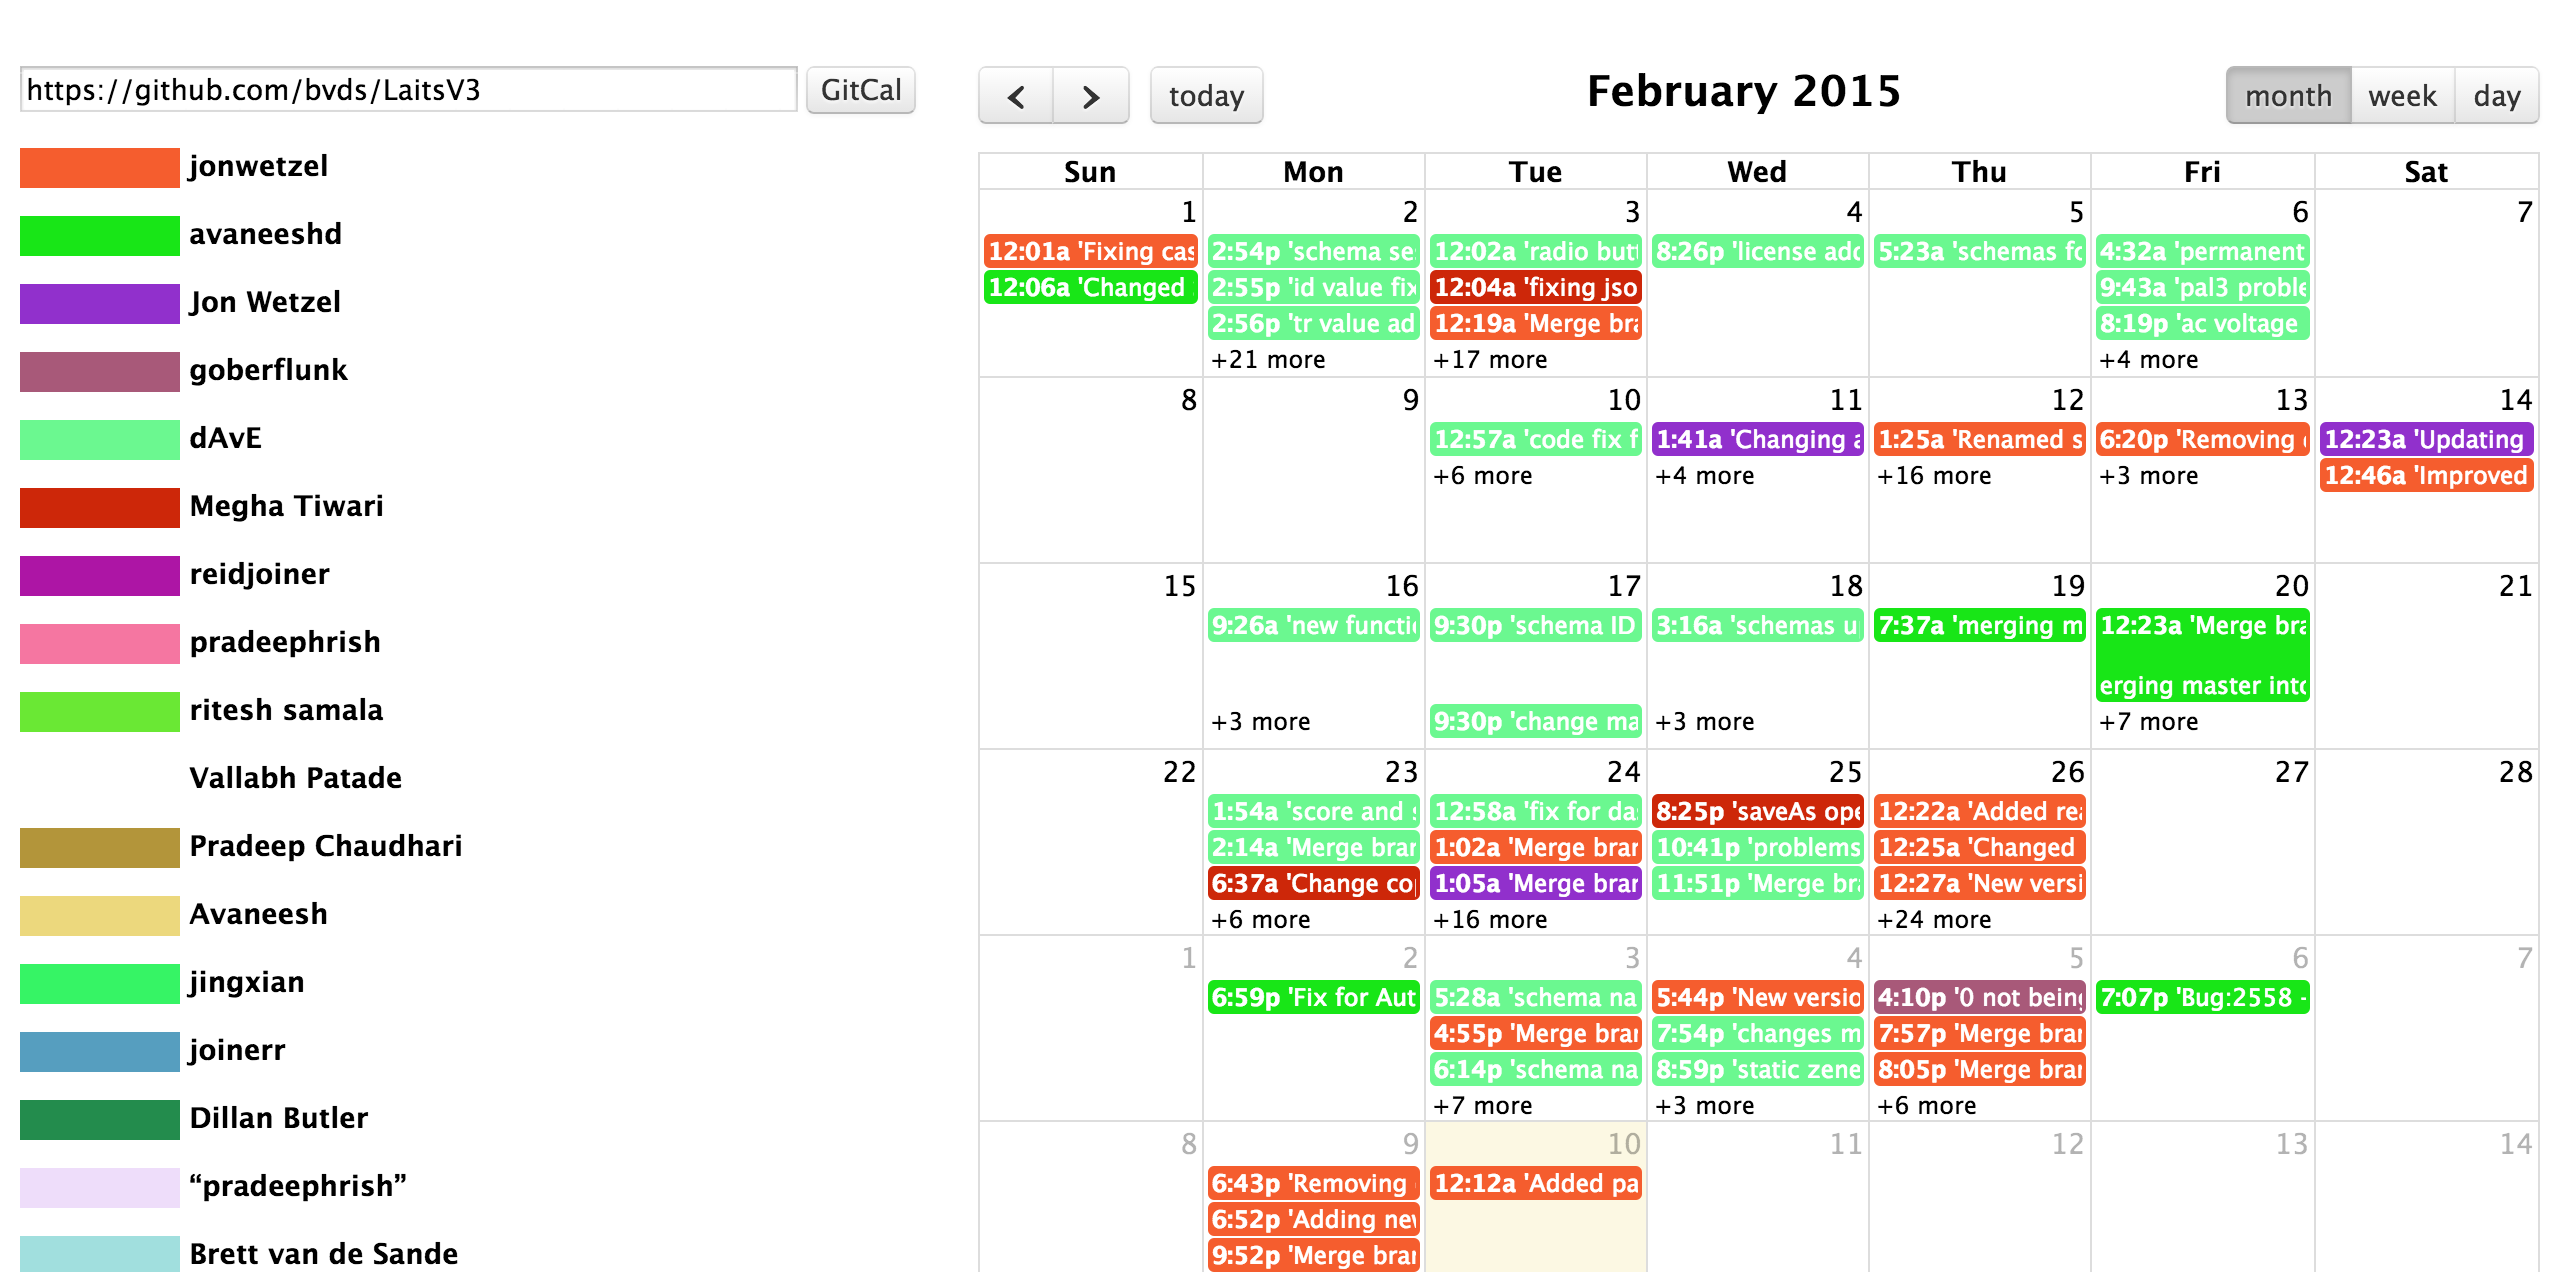 https://github.com/bvds/LaitsV3 GitCal
jonwetzel
avaneeshd
Jon Wetzel
goberflunk
dAvE
Megha Tiwari
reidjoiner
pradeephrish
ritesh samala
Vallabh Patade
Pradeep Chaudhari
Avaneesh
jingxian
joinerr
Dillan Butler
“pradeephrish”
Brett van de Sande
< > today February 2015 month week day
Sun Mon Tue Wed Thu Fri Sat
1 2 3 4 5 6 7
12:01a 'Fixing cas 2:54p 'schema se 12:02a 'radio but 8:26p 'license add 5:23a 'schemas fo 4:32a 'permanent
12:06a 'Changed 2:55p 'id value fix 12:04a 'fixing jso 9:43a 'pal3 proble
2:56p 'tr value ad 12:19a 'Merge bra 8:19p 'ac voltage
+21 more +17 more +4 more
8 9 10 11 12 13 14
12:57a 'code fix f 1:41a 'Changing a 1:25a 'Renamed s 6:20p 'Removing 12:23a 'Updating
+6 more +4 more +16 more +3 more 12:46a 'Improved
15 16 17 18 19 20 21
9:26a 'new functi 9:30p 'schema ID 3:16a 'schemas u 7:37a 'merging m 12:23a 'Merge bra
erging master into
+3 more 9:30p 'change ma +3 more +7 more
22 23 24 25 26 27 28
1:54a 'score and s 12:58a 'fix for da 8:25p 'saveAs ope 12:22a 'Added rea
2:14a 'Merge bran 1:02a 'Merge bran 10:41p 'problems 12:25a 'Changed
6:37a 'Change co 1:05a 'Merge bran 11:51p 'Merge bra 12:27a 'New versi
+6 more +16 more +24 more
1 2 3 4 5 6 7
6:59p 'Fix for Aut 5:28a 'schema na 5:44p 'New versio 4:10p '0 not being 7:07p 'Bug:2558 -
4:55p 'Merge bran 7:54p 'changes m 7:57p 'Merge bran
6:14p 'schema na 8:59p 'static zene 8:05p 'Merge bran
+7 more +3 more +6 more
8 9 10 11 12 13 14
6:43p 'Removing 12:12a 'Added pa
6:52p 'Adding new
9:52p 'Merge bran